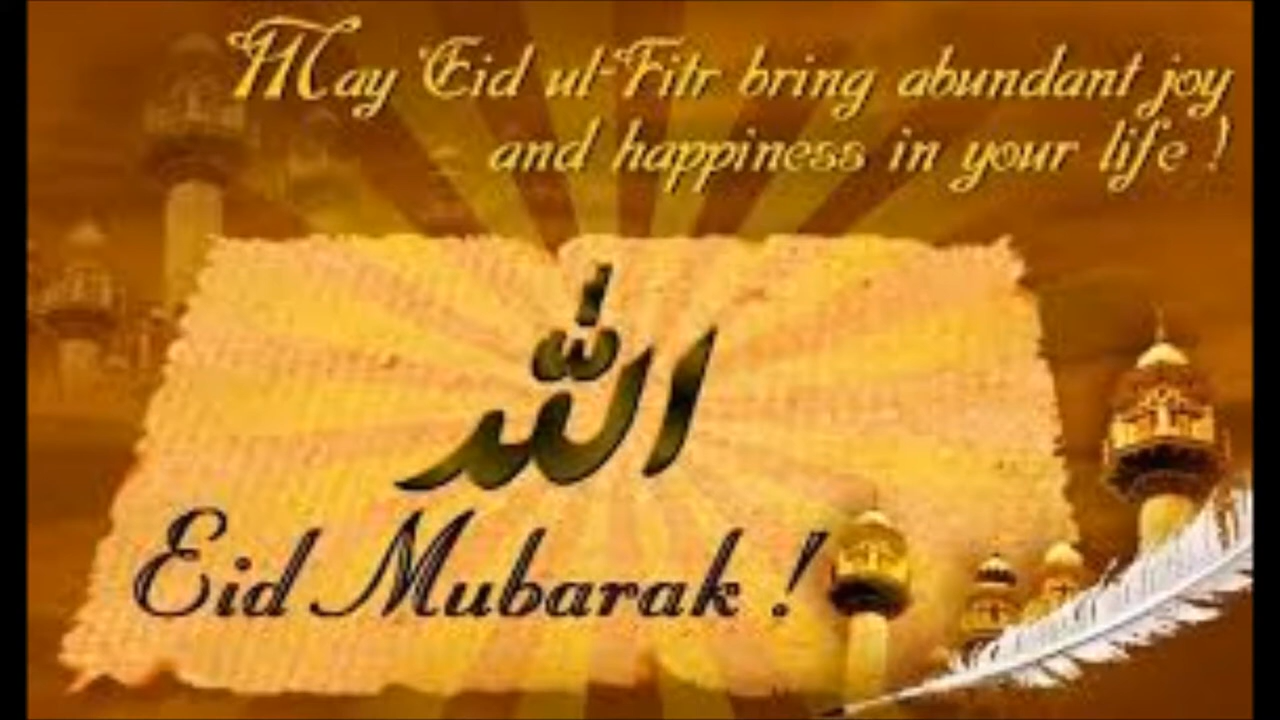 May Eid ul-Fitr bring abundant joy
and happiness in your life !
الله
Eid Mubarak !